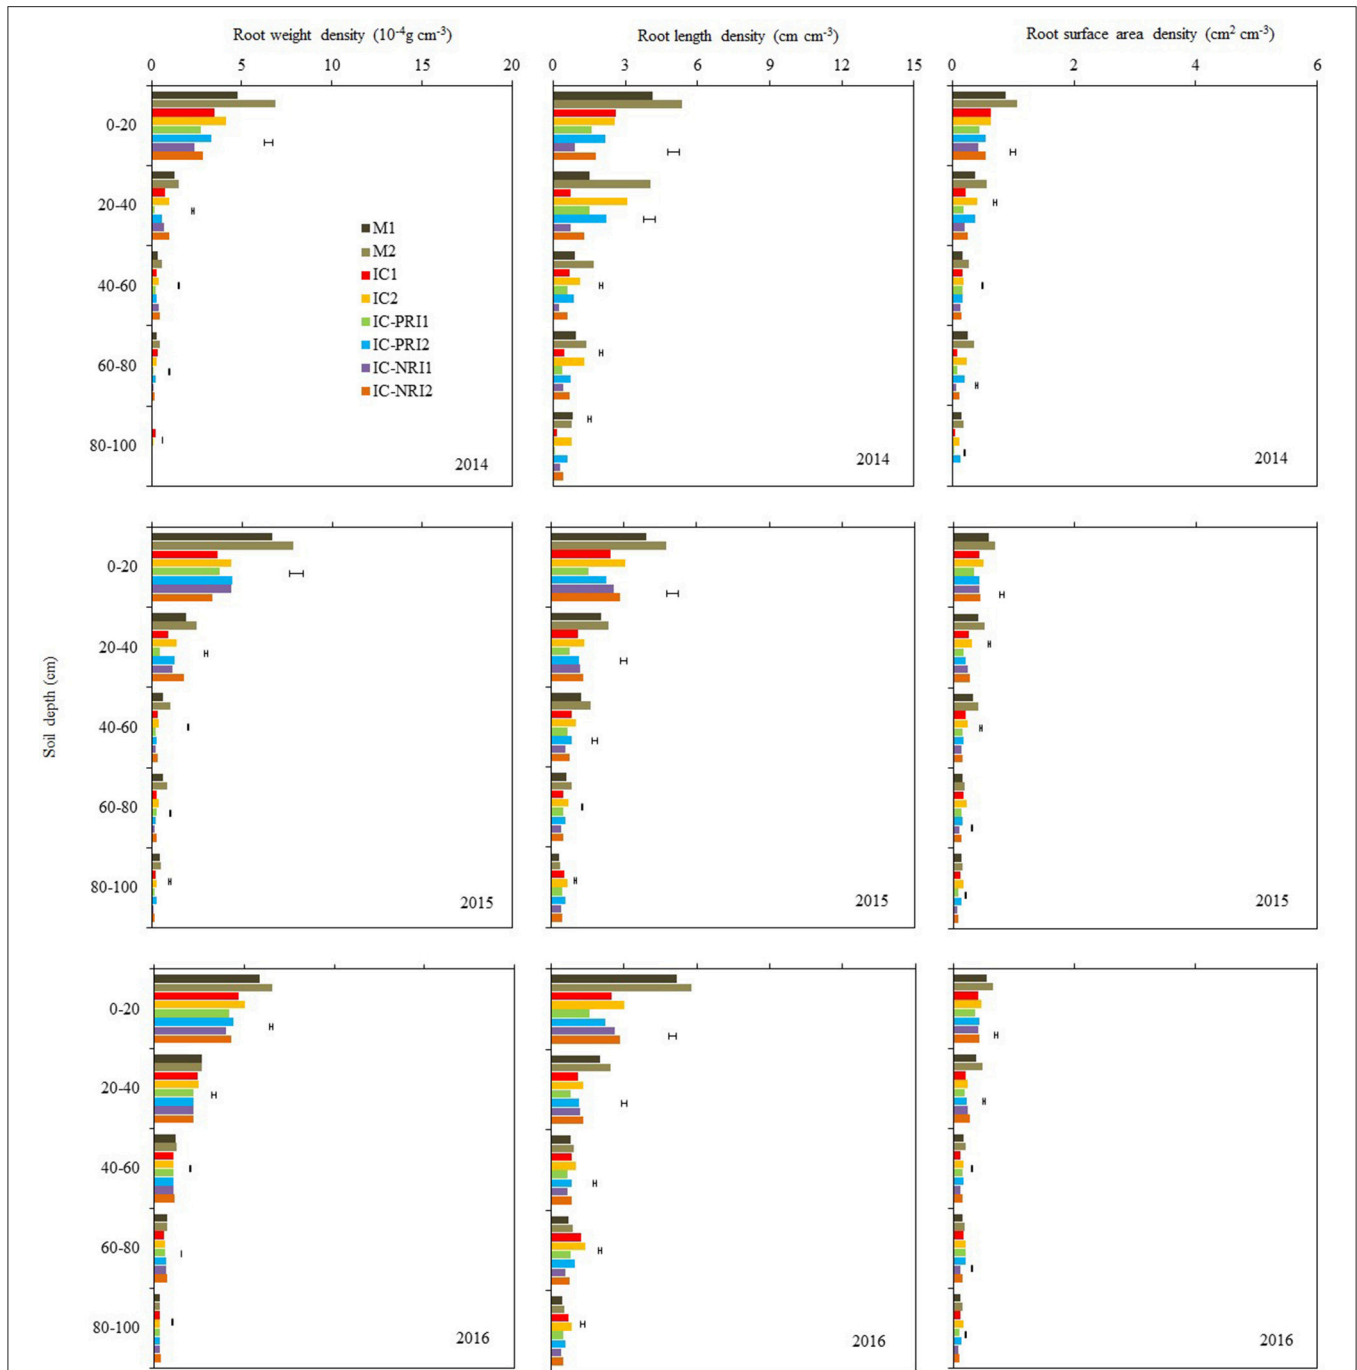 Root weight density (10-4g cm-3)
Root length density (cm cm-3)
Root surface area density (cm2 cm-3)
0 5 10 15 20
0 3 6 9 12 15
0 2 4 6
0-20
20-40
40-60
60-80
80-100
M1
M2
IC1
IC2
IC-PRI1
IC-PRI2
IC-NRI1
IC-NRI2
2014
2014
2014
Soil depth (cm)
0-20
20-40
40-60
60-80
80-100
2015
2015
2015
0-20
20-40
40-60
60-80
80-100
2016
2016
2016